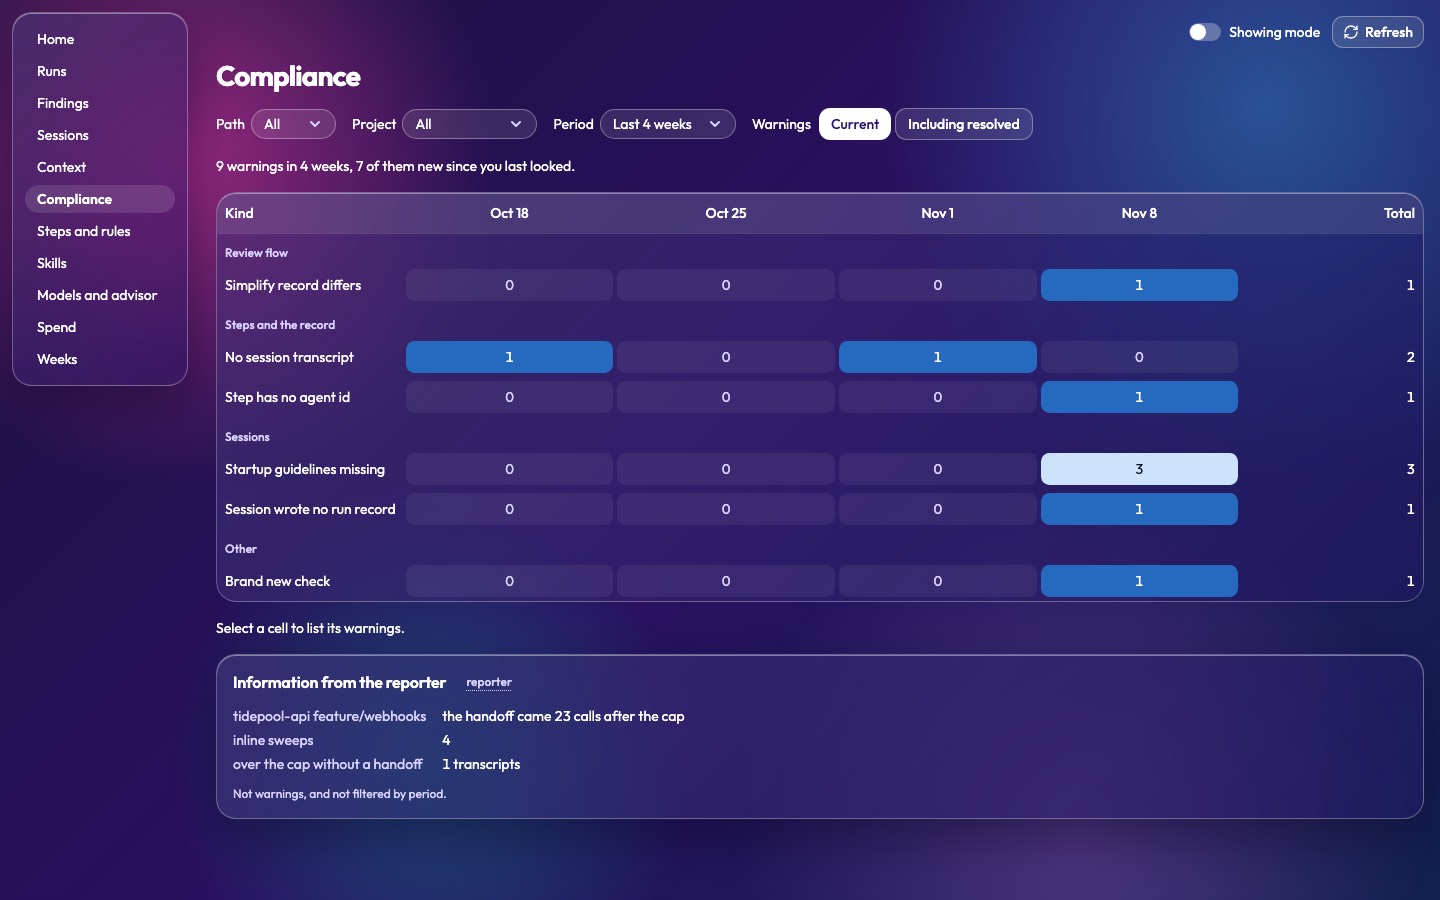 Home
Runs
Findings
Sessions
Context
Compliance
Steps and rules
Skills
Models and advisor
Spend
Weeks
Showing mode Refresh
Compliance
Path All Project All Period Last 4 weeks Warnings Current Including resolved
9 warnings in 4 weeks, 7 of them new since you last looked.
Kind Oct 18 Oct 25 Nov 1 Nov 8 Total
Review flow
Simplify record differs 0 0 0 1 1
Steps and the record
No session transcript 1 0 1 0 2
Step has no agent id 0 0 0 1 1
Sessions
Startup guidelines missing 0 0 0 3 3
Session wrote no run record 0 0 0 1 1
Other
Brand new check 0 0 0 1 1
Select a cell to list its warnings.
Information from the reporter reporter
tidepool-api feature/webhooks the handoff came 23 calls after the cap
inline sweeps 4
over the cap without a handoff 1 transcripts
Not warnings, and not filtered by period.